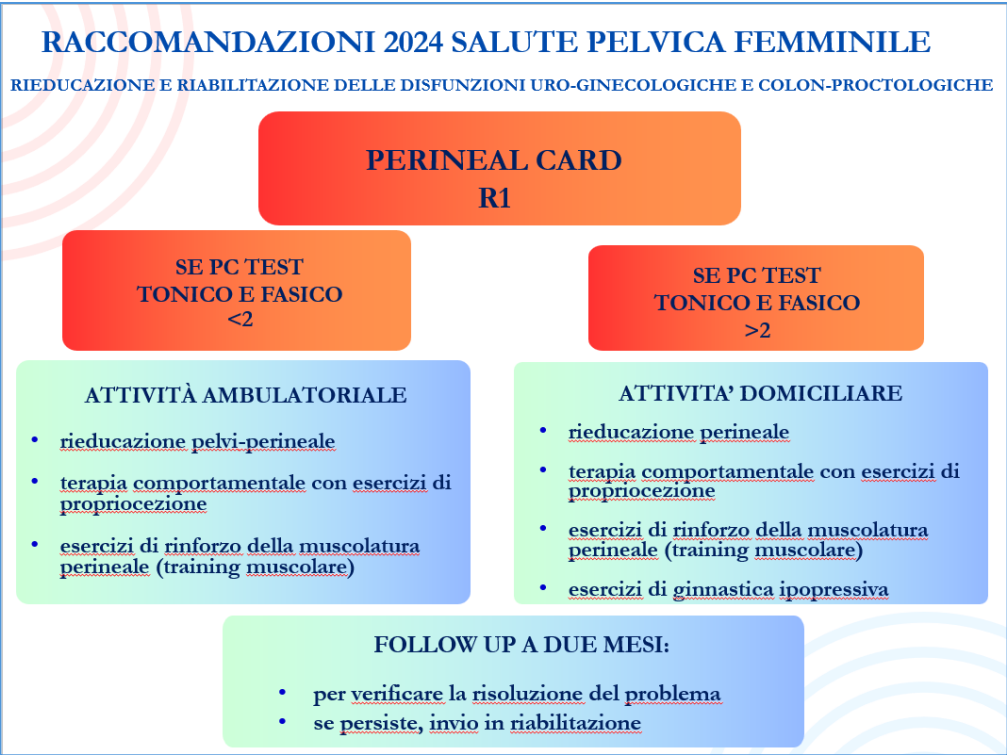 RACCOMANDAZIONI 2024 SALUTE PELVICA FEMMINILE
RIEDUCAZIONE E RIABILITAZIONE DELLE DISFUNZIONI URO-GINECOLOGICHE E COLON-PROCTOLOGICHE
PERINEAL CARD
R1
SE PC TEST
TONICO E FASICO
<2
SE PC TEST
TONICO E FASICO
>2
ATTIVITÀ AMBULATORIALE
• rieducazione pelvi-perineale
• terapia comportamentale con esercizi di
propriocezione
• esercizi di rinforzo della muscolatura
perineale (training muscolare)
ATTIVITA’ DOMICILIARE
• rieducazione perineale
• terapia comportamentale con esercizi di
propriocezione
• esercizi di rinforzo della muscolatura
perineale (training muscolare)
• esercizi di ginnastica ipopressiva
FOLLOW UP A DUE MESI:
• per verificare la risoluzione del problema
• se persiste, invio in riabilitazione